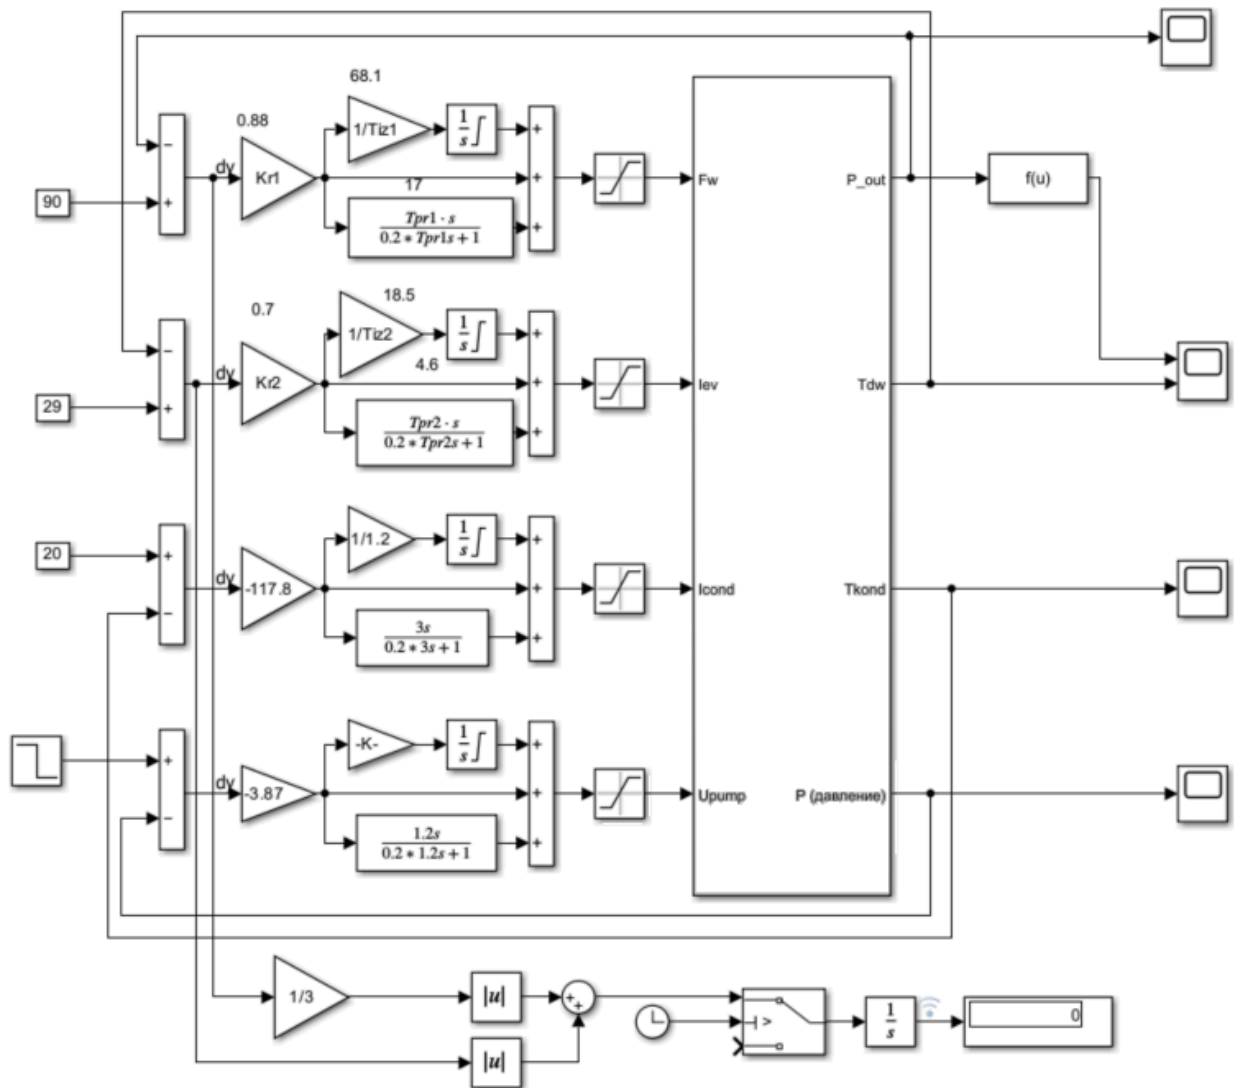 68.1
0.88
1/Tiz1
1
s
+
−
dy
Kr1
17
+
Fw
P_out
f(u)
90
+
Tpr1 · s
0.2 * Tpr1s + 1
+
18.5
0.7
1/Tiz2
1
s
+
−
4.6
dy
Kr2
+
Iev
Tdw
29
+
Tpr2 · s
0.2 * Tpr2s + 1
+
1/1.2
1
s
+
20
+
dy
-117.8
+
Icond
Tkond
−
3s
0.2 * 3s + 1
+
-K-
1
s
+
+
dy
-3.87
+
Upump
P (давление)
−
1.2s
0.2 * 1.2s + 1
+
1/3
|u|
+
+
>
1
s
0
|u|